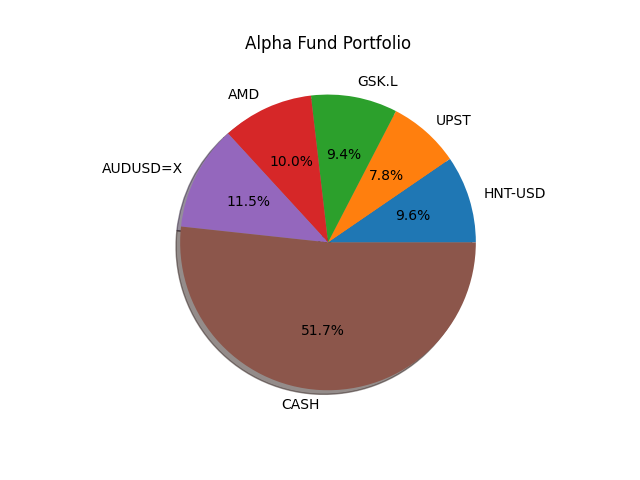 Alpha Fund Portfolio
GSK.L
AMD
UPST
9.4%
10.0%
AUDUSD=X
7.8%
HNT-USD
11.5%
9.6%
51.7%
CASH